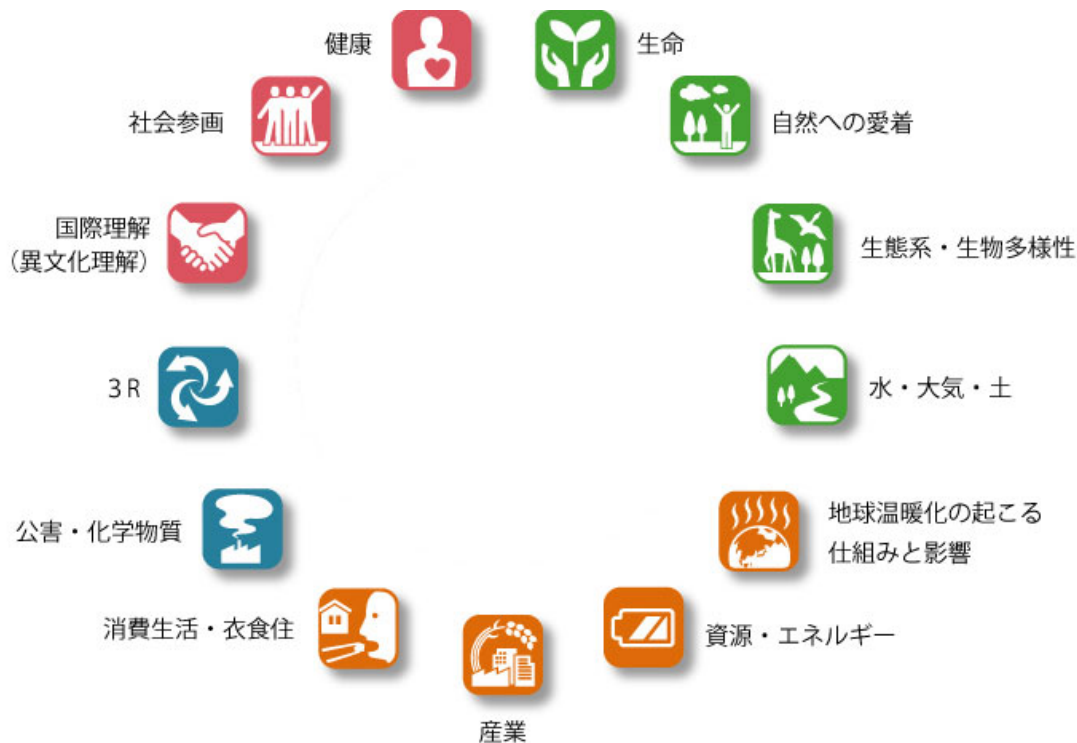 健康
生命
社会参画
自然への愛着
国際理解
(異文化理解)
生態系・生物多様性
3R
水・大気・土
公害・化学物質
地球温暖化の起こる
仕組みと影響
消費生活・衣食住
資源・エネルギー
産業